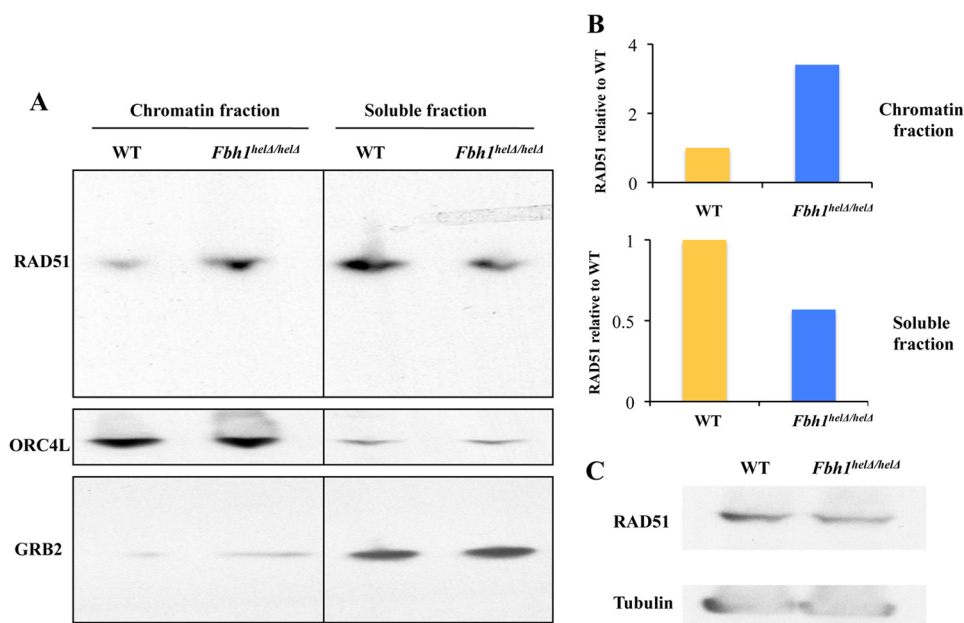 A
Chromatin fraction
Soluble fraction
WT
Fbh1helΔ/helΔ
WT
Fbh1helΔ/helΔ
RAD51
ORC4L
GRB2
B
RAD51 relative to WT
4
2
0
WT
Fbh1helΔ/helΔ
Chromatin
fraction
RAD51 relative to WT
1
0.5
0
WT
Fbh1helΔ/helΔ
Soluble
fraction
C
WT
Fbh1helΔ/helΔ
RAD51
Tubulin